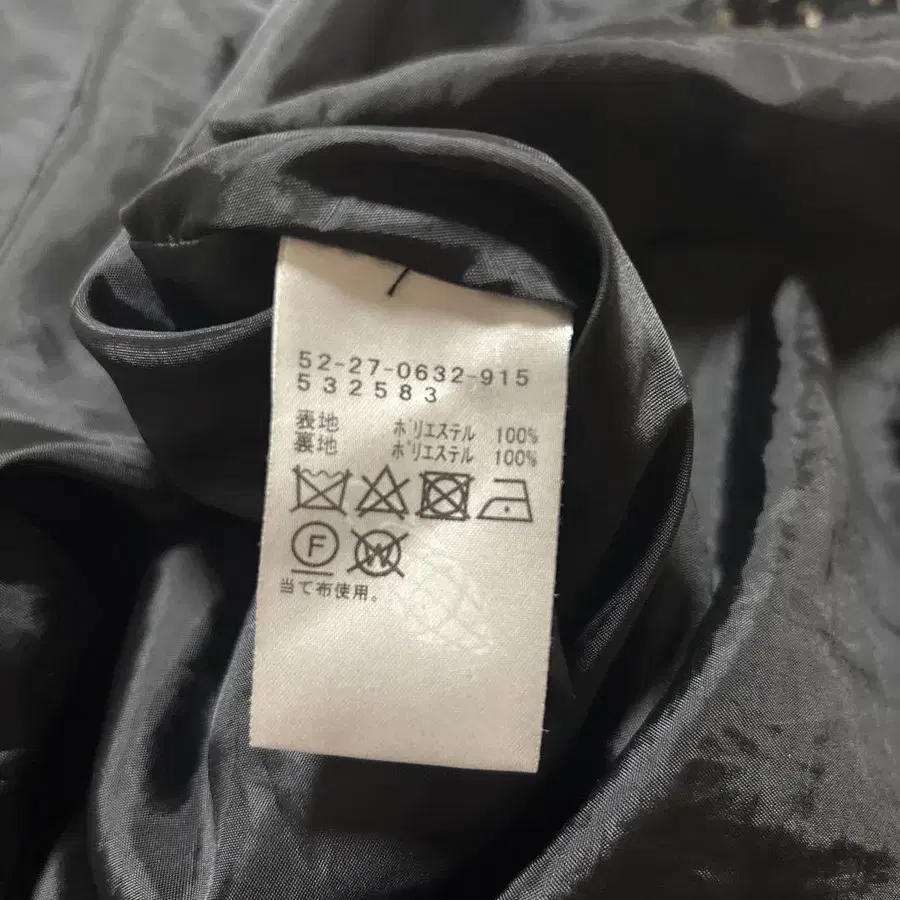 52-27-0632-915
532583
表地 ポリエステル 100%
裏地 ポリエステル 100%
F W
当て布使用。